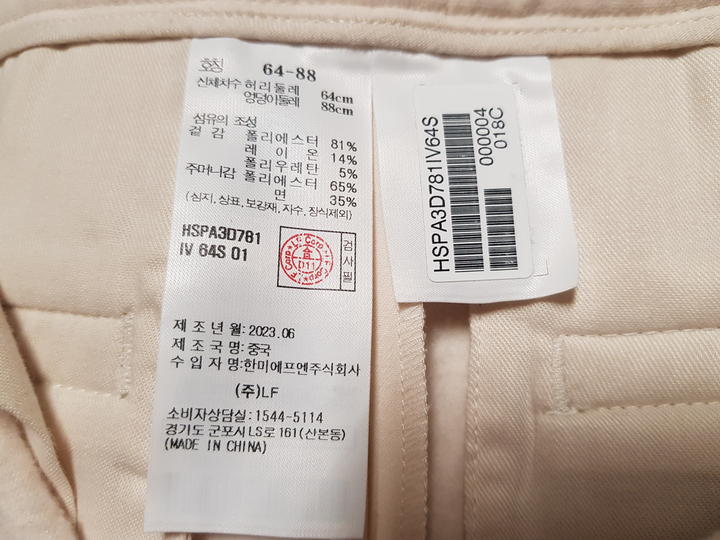 호칭 64-88
신체치수 허리둘레 64cm
엉덩이둘레 88cm
섬유의 조성
겉감 폴리에스터 81%
레이온 14%
폴리우레탄 5%
주머니감 폴리에스터 65%
면 35%
(심지, 상표, 보강재, 자수, 장식제외)
HSPA3D781
IV 64S 01
Corp
D11
검사필
제조년월:2023.06
제조국명:중국
수입자명:한미에프엔주식회사
(주)LF
소비자상담실:1544-5114
경기도 군포시 LS로 161(산본동)
(MADE IN CHINA)
HSPA3D781IV64S
000004
018C